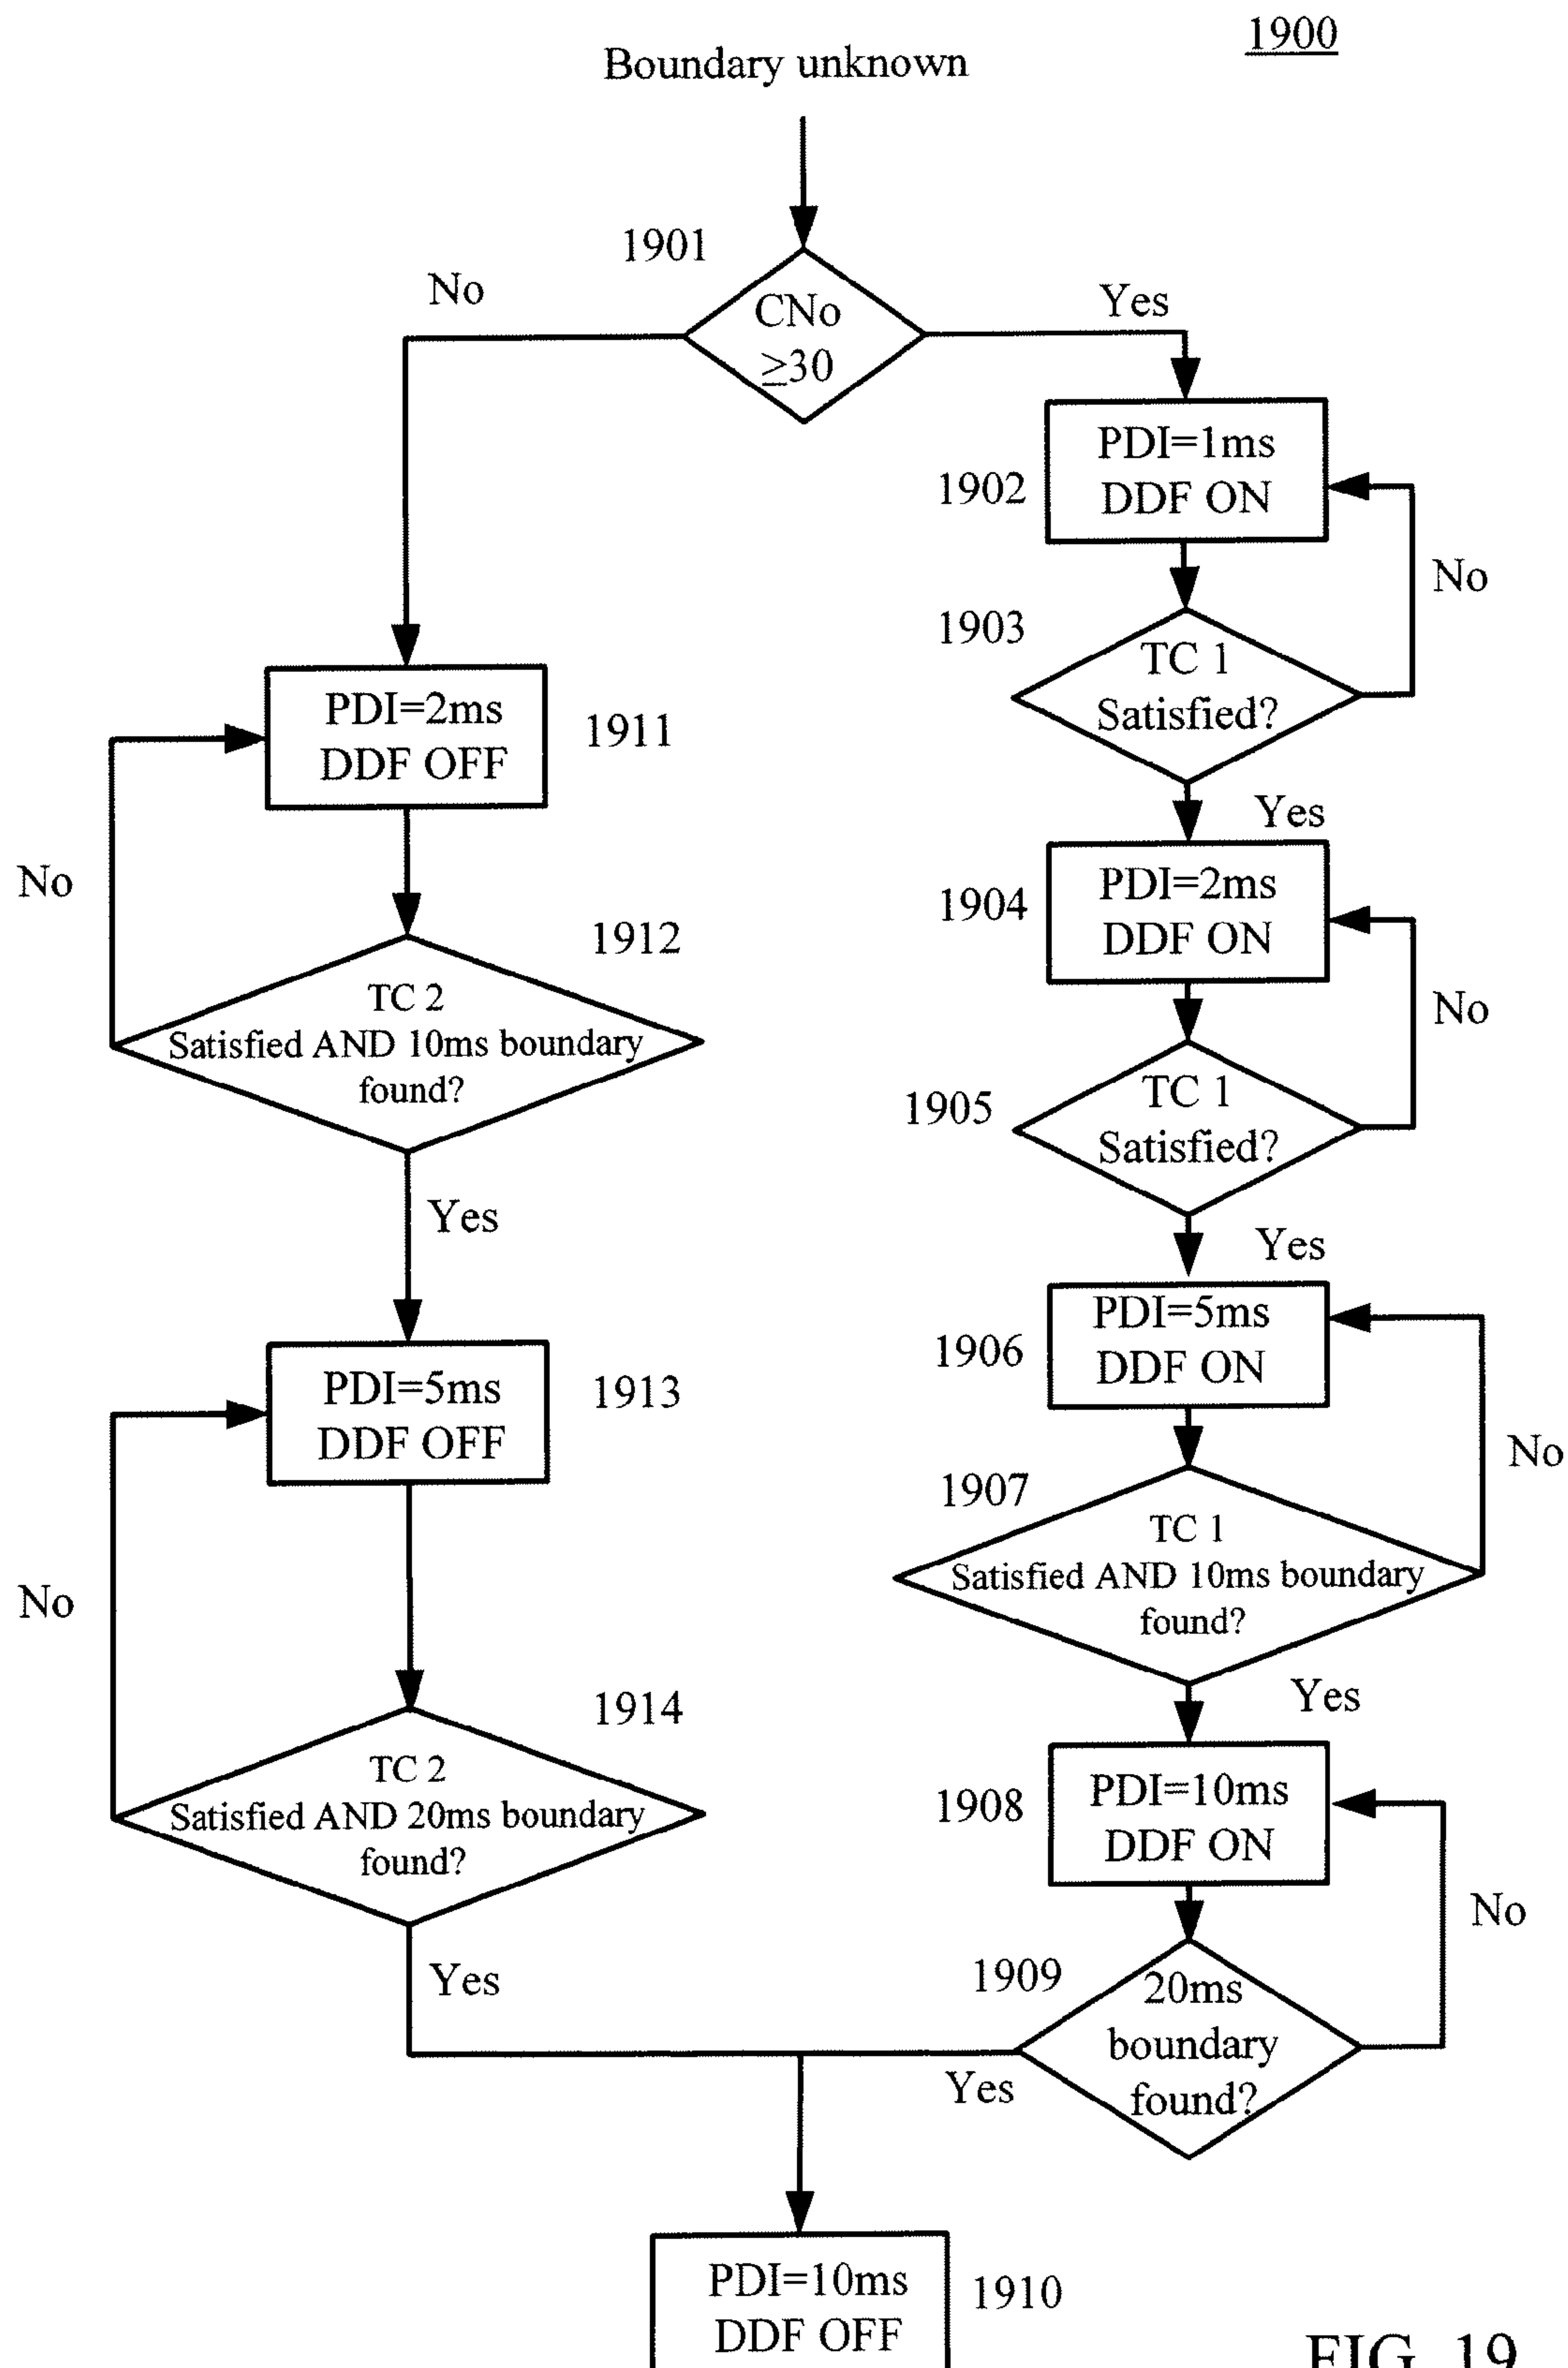 1900
Boundary unknown
1901
No
CNo
≥30
Yes
PDI=1ms
DDF ON
1902
No
1903
TC 1
Satisfied?
Yes
PDI=2ms
DDF OFF
1911
No
1904
PDI=2ms
DDF ON
No
1912
TC 2
Satisfied AND 10ms boundary
found?
1905
TC 1
Satisfied?
Yes
Yes
1906
PDI=5ms
DDF ON
No
PDI=5ms
DDF OFF
1913
1907
TC 1
Satisfied AND 10ms boundary
found?
No
Yes
1914
TC 2
Satisfied AND 20ms boundary
found?
1908
PDI=10ms
DDF ON
No
Yes
1909
20ms
boundary
found?
Yes
PDI=10ms
DDF OFF
1910
FIG. 19